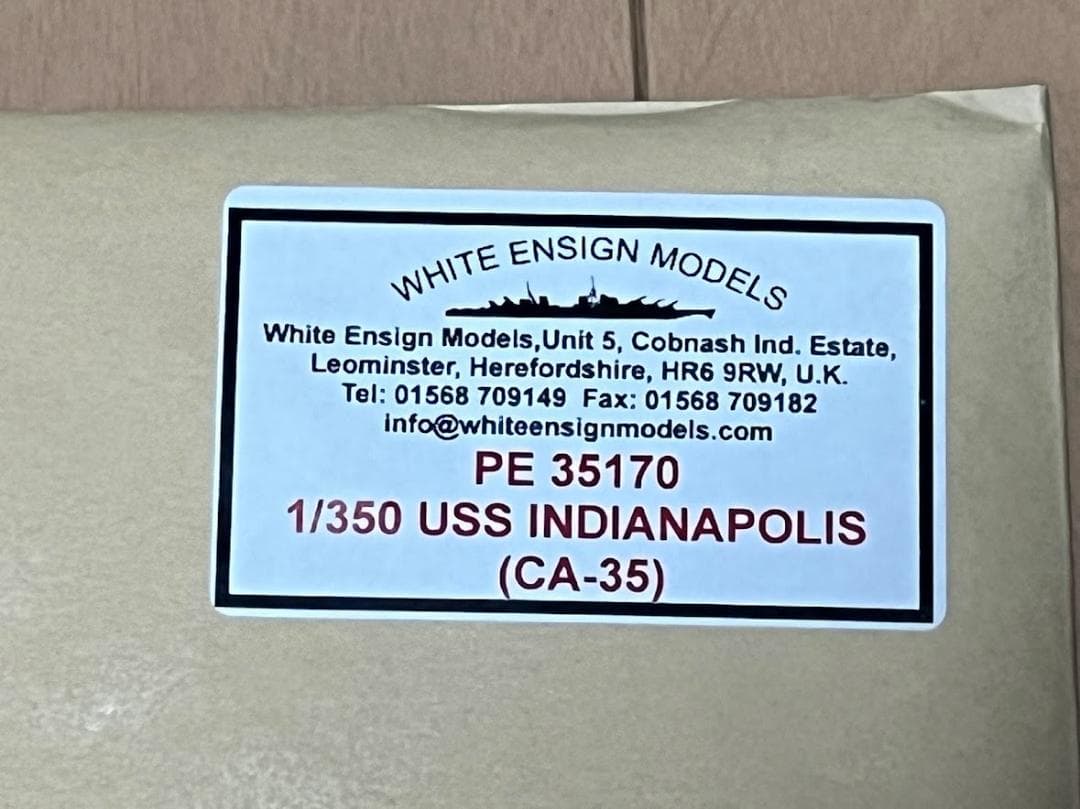 WHITE ENSIGN MODELS
White Ensign Models,Unit 5, Cobnash Ind. Estate,
Leominster, Herefordshire, HR6 9RW, U.K.
Tel: 01568 709149 Fax: 01568 709182
info@whiteensignmodels.com
PE 35170
1/350 USS INDIANAPOLIS
(CA-35)